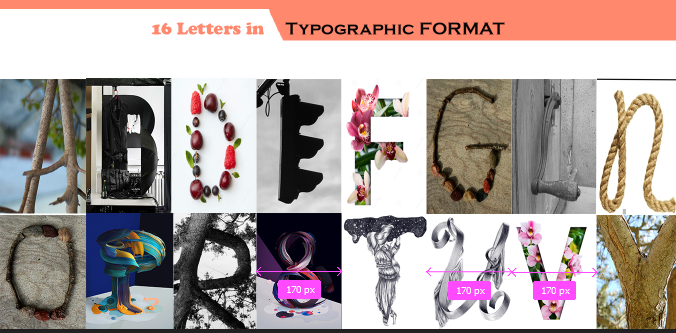 16 Letters in Typographic FORMAT
A B D E F G n
O R T U V Y
170 px 170 px 170 px